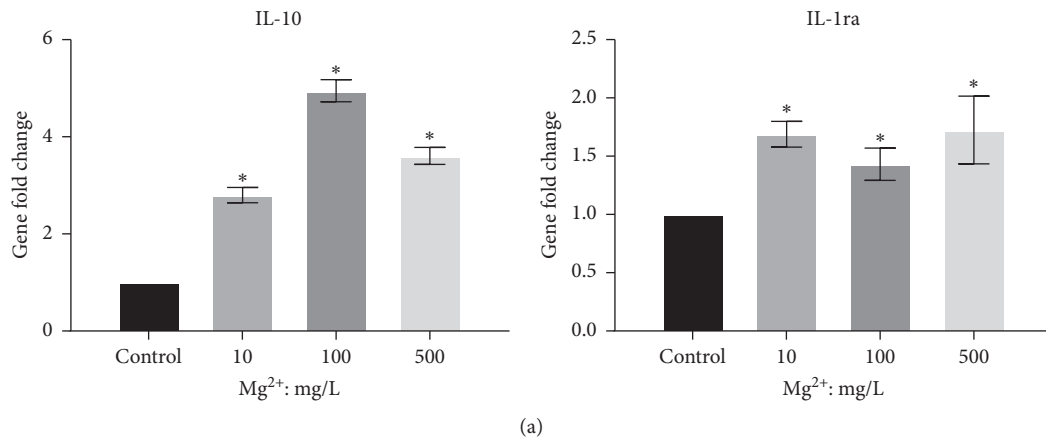 IL-10
Gene fold change
6
4
2
0
*
*
*
Control 10 100 500
Mg²⁺: mg/L
IL-1ra
Gene fold change
2.5
2.0
1.5
1.0
0.5
0.0
*
*
*
Control 10 100 500
Mg²⁺: mg/L
(a)